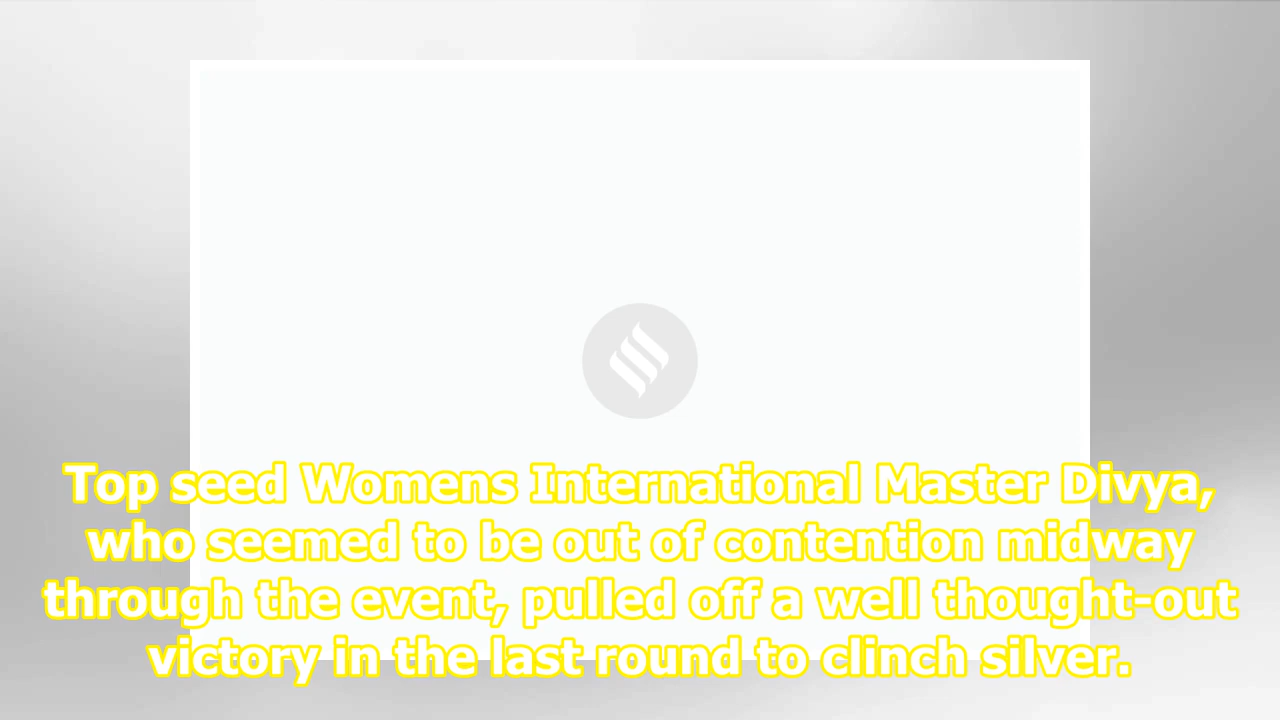 Top seed Womens International Master Divya,
who seemed to be out of contention midway
through the event, pulled off a well thought-out
victory in the last round to clinch silver.